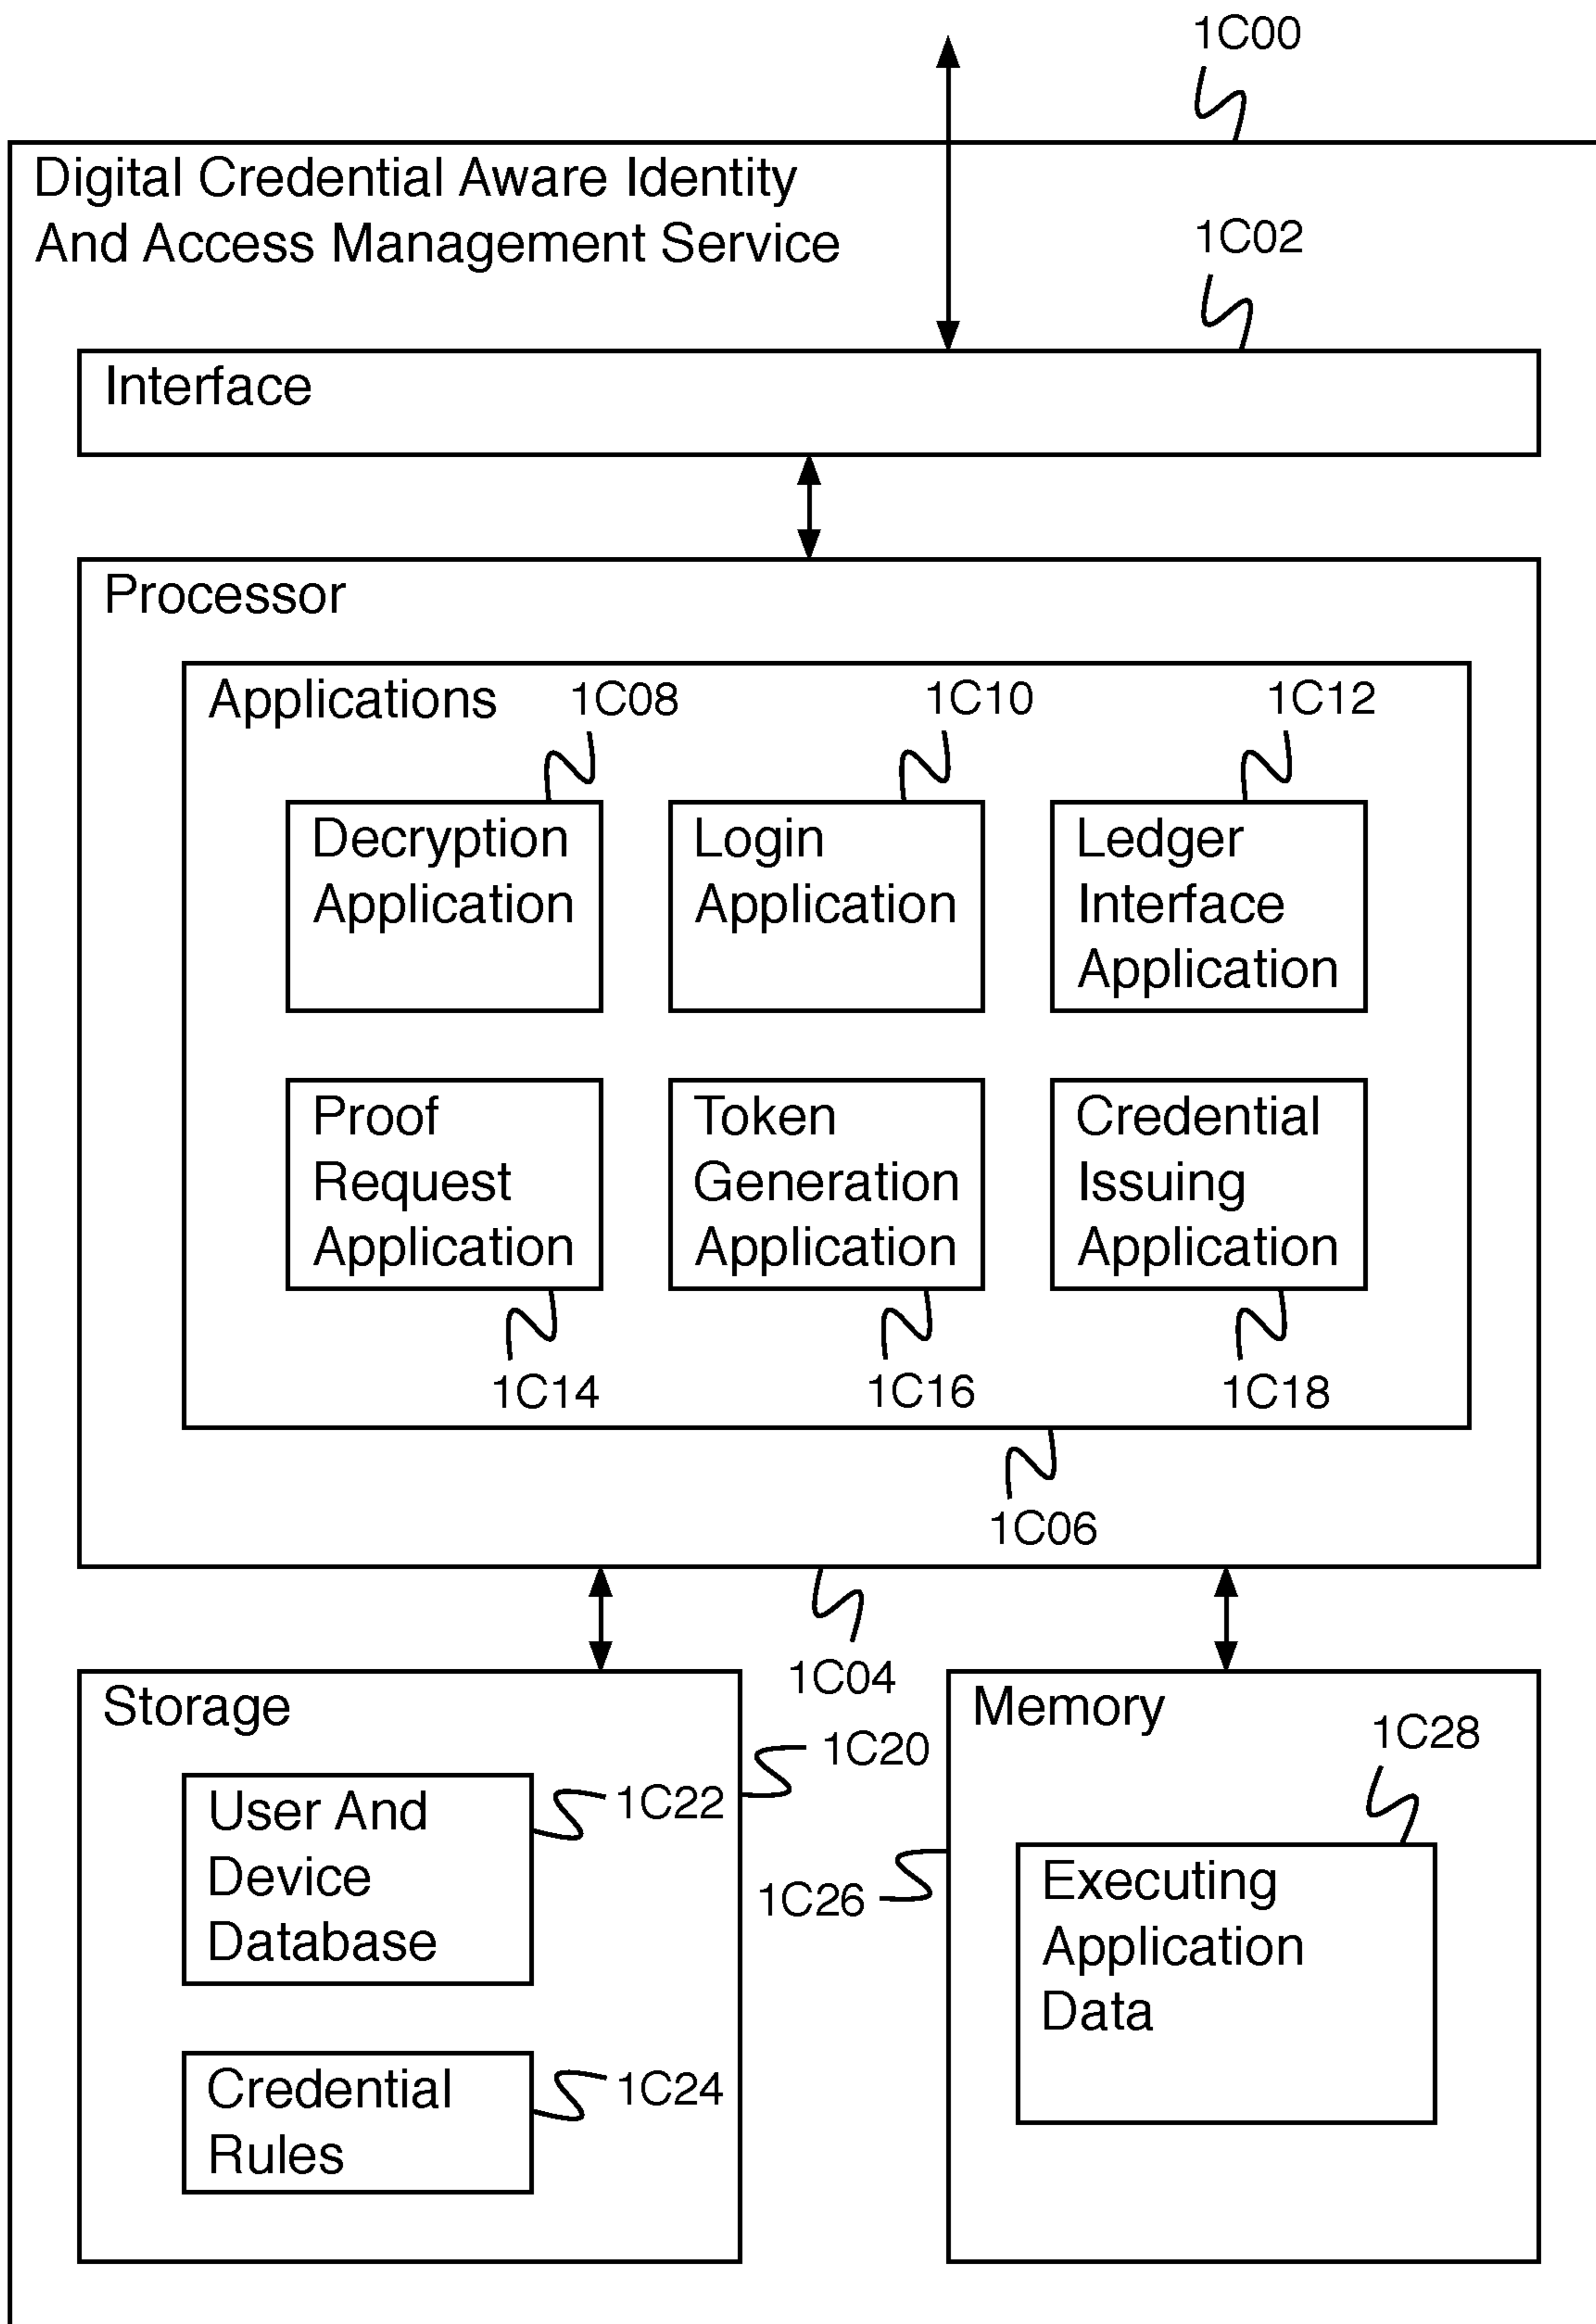 1C00
Digital Credential Aware Identity
And Access Management Service
1C02
Interface
Processor
Applications
1C08
1C10
1C12
Decryption
Application
Login
Application
Ledger
Interface
Application
Proof
Request
Application
Token
Generation
Application
Credential
Issuing
Application
1C14
1C16
1C18
1C06
1C04
Storage
1C20
User And
Device
Database
1C22
Credential
Rules
1C24
Memory
1C28
1C26
Executing
Application
Data